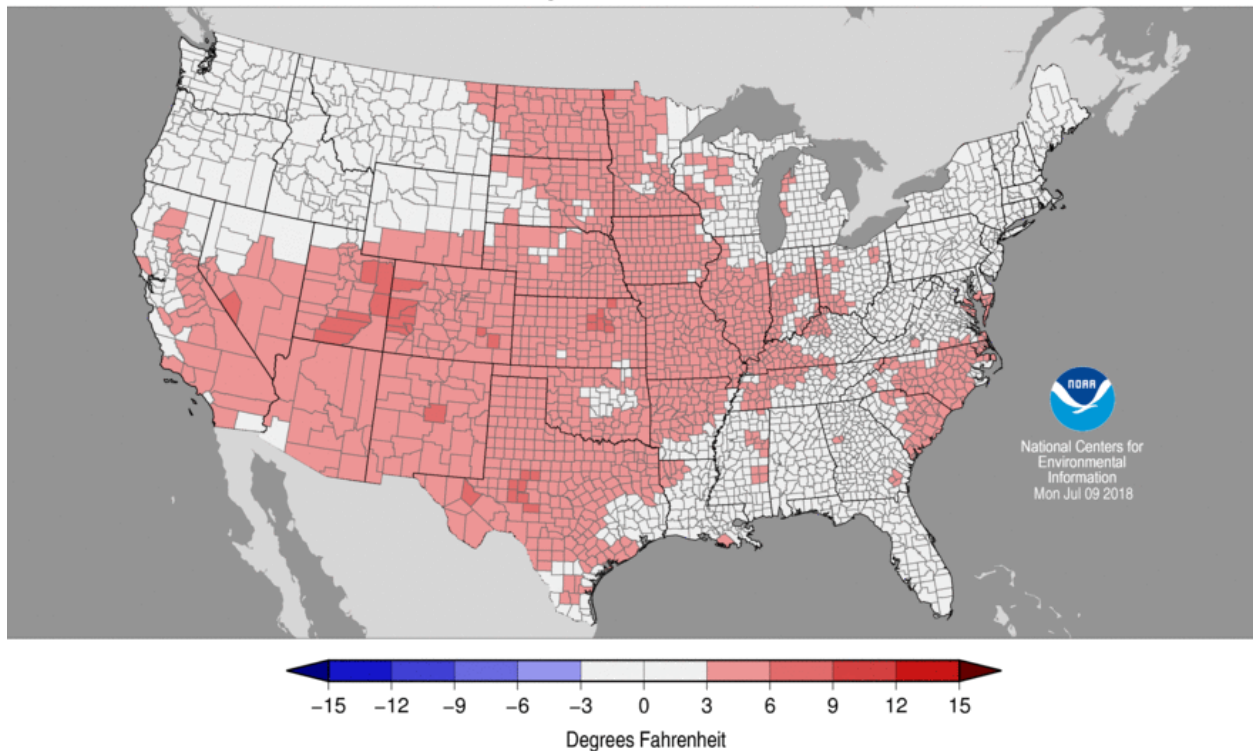 NOAA
National Centers for
Environmental
Information
Mon Jul 09 2018
−15 −12 −9 −6 −3 0 3 6 9 12 15
Degrees Fahrenheit